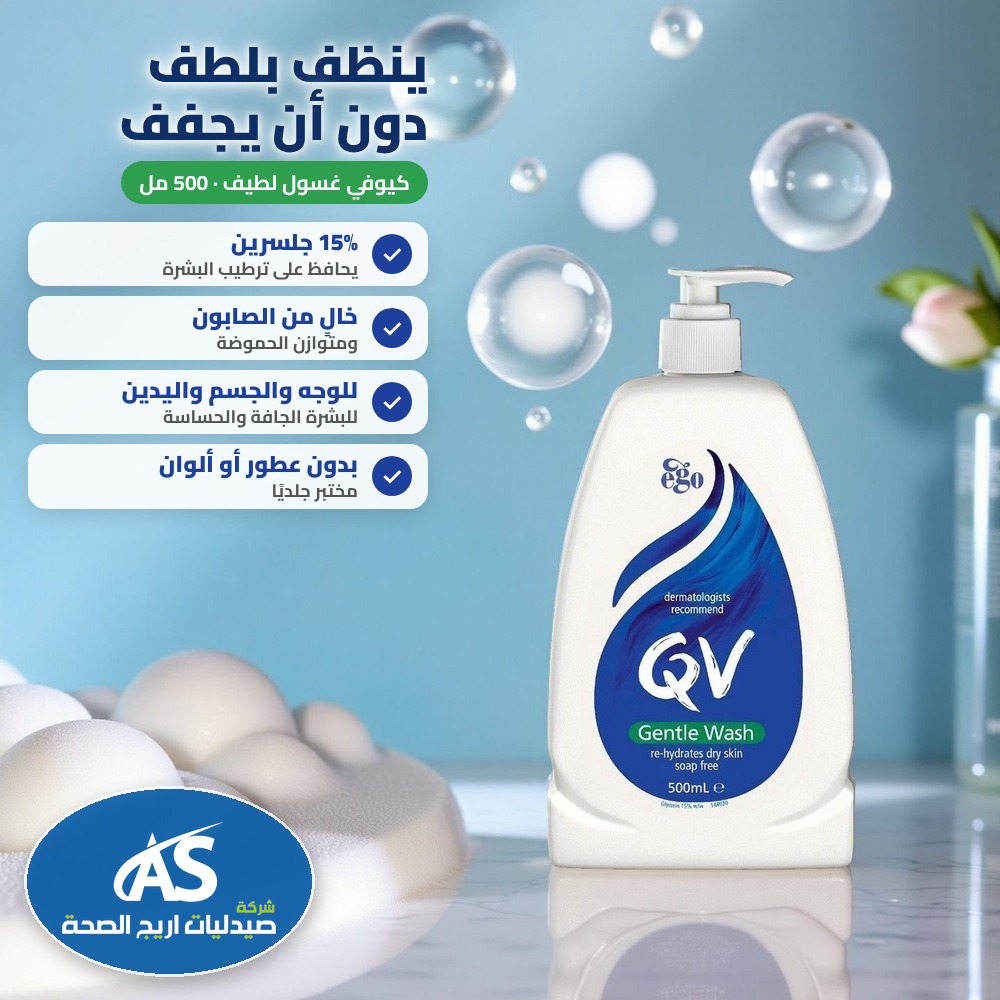 ينظف بلطف
دون أن يجفف
كيوفي غسول لطيف · 500 مل
15% جلسرين
يحافظ على ترطيب البشرة
خالٍ من الصابون
ومتوازن الحموضة
للوجه والجسم واليدين
للبشرة الجافة والحساسة
بدون عطور أو ألوان
مختبر جلديًا
ego
dermatologists
recommend
QV
Gentle Wash
re-hydrates dry skin
soap free
500mL ℮
Glycerin 15% w/w
AS
شركة
صيدليات اريج الصحة